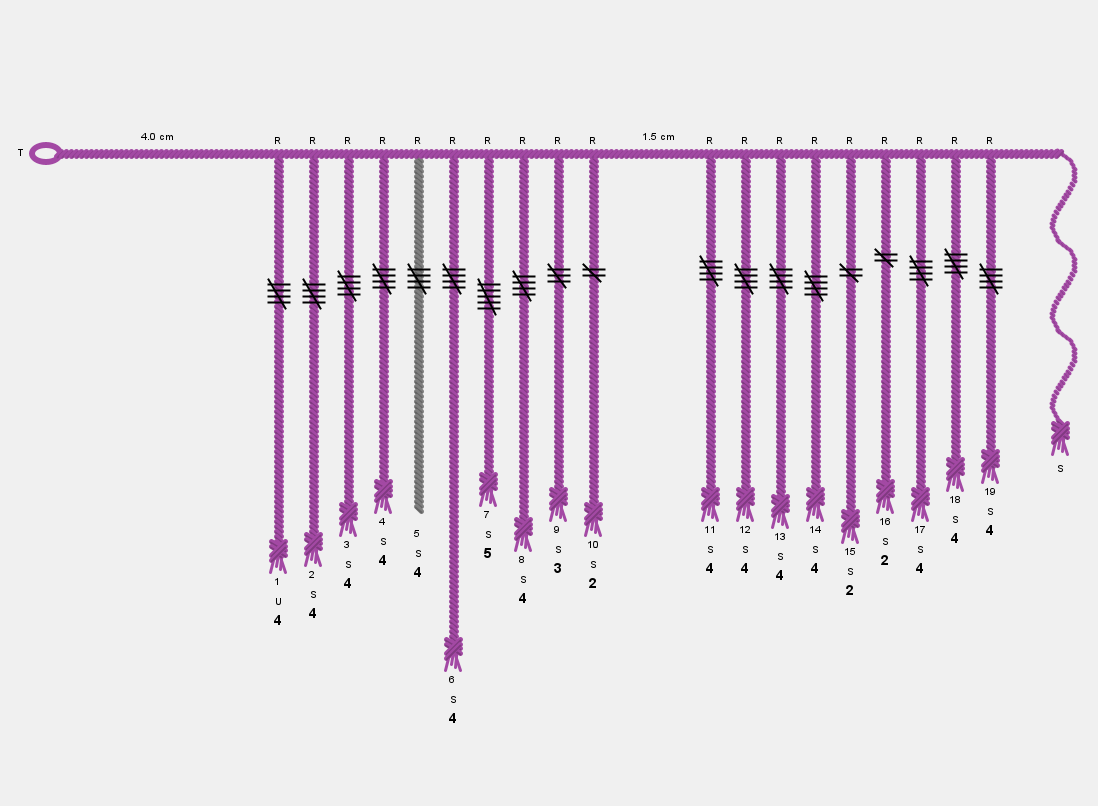 4.0 cm 1.5 cm
T R R R R R R R R R R R R R R R R R R R
1 U 4
2 S 4
3 S 4
4 S 4
5 S 4
6 S 4
7 S 5
8 S 4
9 S 3
10 S 2
11 S 4
12 S 4
13 S 4
14 S 4
15 S 2
16 S 2
17 S 4
18 S 4
19 S 4
S